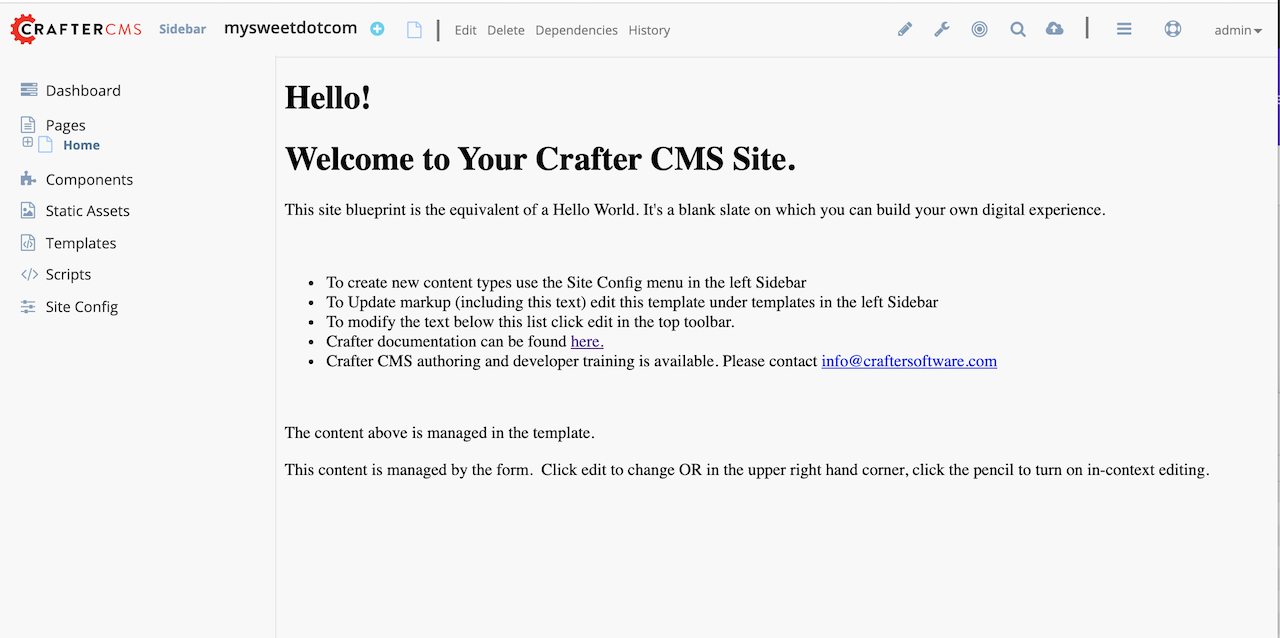 CRAFTERCMS Sidebar mysweetdotcom Edit Delete Dependencies History admin
Dashboard
Pages
Home
Components
Static Assets
Templates
Scripts
Site Config
Hello!
Welcome to Your Crafter CMS Site.
This site blueprint is the equivalent of a Hello World. It's a blank slate on which you can build your own digital experience.
• To create new content types use the Site Config menu in the left Sidebar
• To Update markup (including this text) edit this template under templates in the left Sidebar
• To modify the text below this list click edit in the top toolbar.
• Crafter documentation can be found here.
• Crafter CMS authoring and developer training is available. Please contact info@craftersoftware.com
The content above is managed in the template.
This content is managed by the form.  Click edit to change OR in the upper right hand corner, click the pencil to turn on in-context editing.